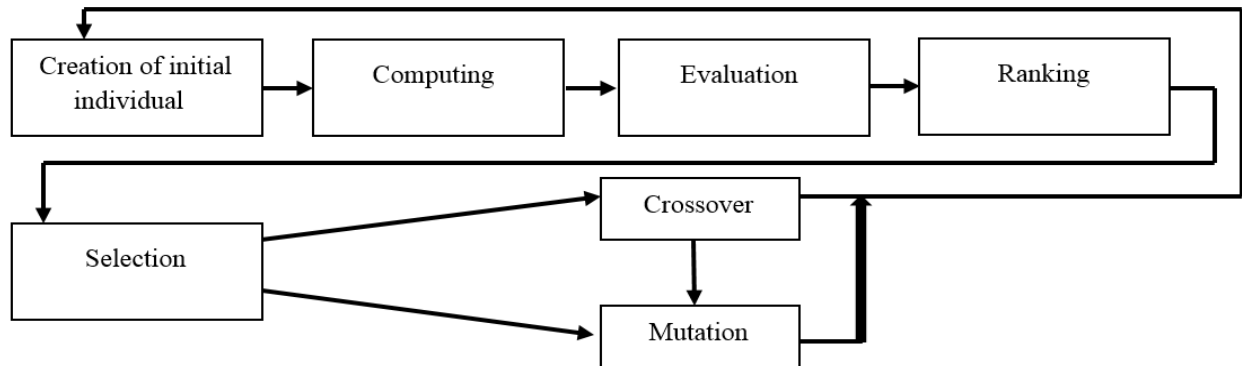 Creation of initial
individual
Computing
Evaluation
Ranking
Selection
Crossover
Mutation